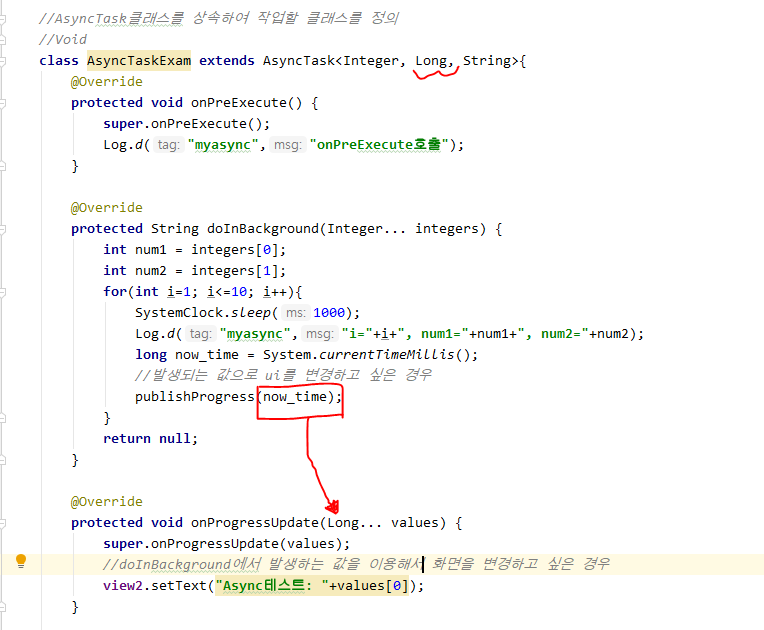 //AsyncTask클래스를 상속하여 작업할 클래스를 정의
//Void
class AsyncTaskExam extends AsyncTask<Integer, Long, String>{
@Override
protected void onPreExecute() {
super.onPreExecute();
Log.d( tag: "myasync", msg: "onPreExecute호출");
}
@Override
protected String doInBackground(Integer... integers) {
int num1 = integers[0];
int num2 = integers[1];
for(int i=1; i<=10; i++){
SystemClock.sleep( ms: 1000);
Log.d( tag: "myasync", msg: "i="+i+", num1="+num1+", num2="+num2);
long now_time = System.currentTimeMillis();
//발생되는 값으로 ui를 변경하고 싶은 경우
publishProgress(now_time);
}
return null;
}
@Override
protected void onProgressUpdate(Long... values) {
super.onProgressUpdate(values);
//doInBackground에서 발생하는 값을 이용해서 화면을 변경하고 싶은 경우
view2.setText("Async테스트: "+values[0]);
}